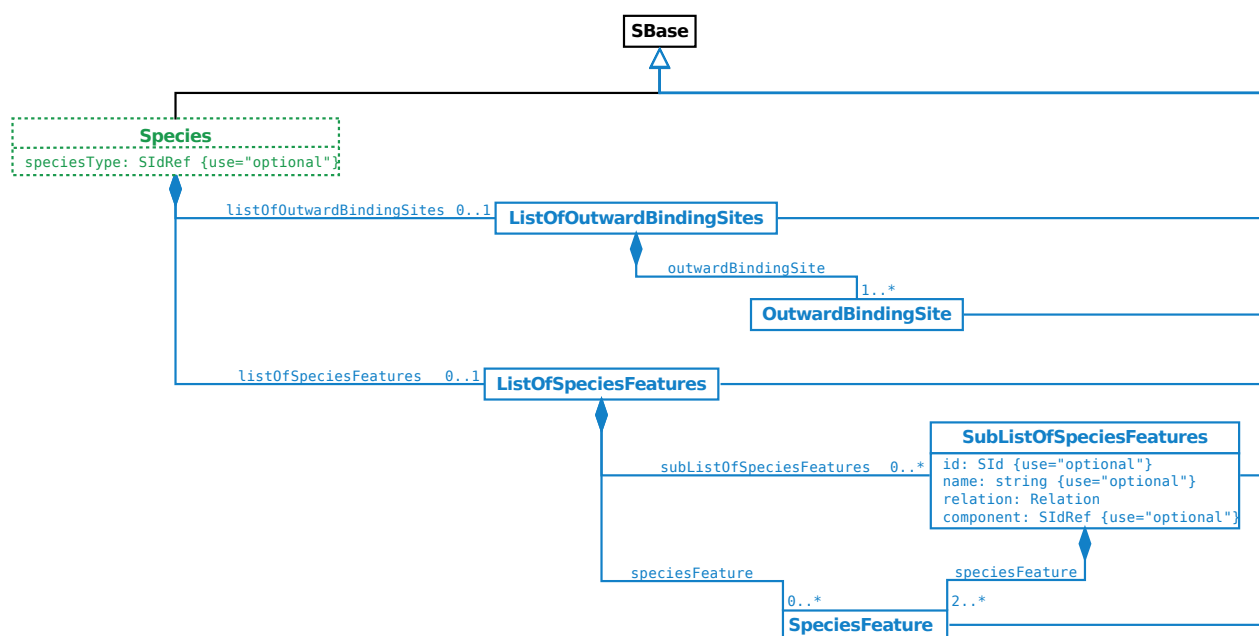 SBase
Species
speciesType: SIdRef {use="optional"}
listOfOutwardBindingSites 0..1
ListOfOutwardBindingSites
outwardBindingSite
1..*
OutwardBindingSite
listOfSpeciesFeatures 0..1
ListOfSpeciesFeatures
SubListOfSpeciesFeatures
id: SId {use="optional"}
name: string {use="optional"}
relation: Relation
component: SIdRef {use="optional"}
subListOfSpeciesFeatures 0..*
speciesFeature
speciesFeature
0..*
2..*
SpeciesFeature